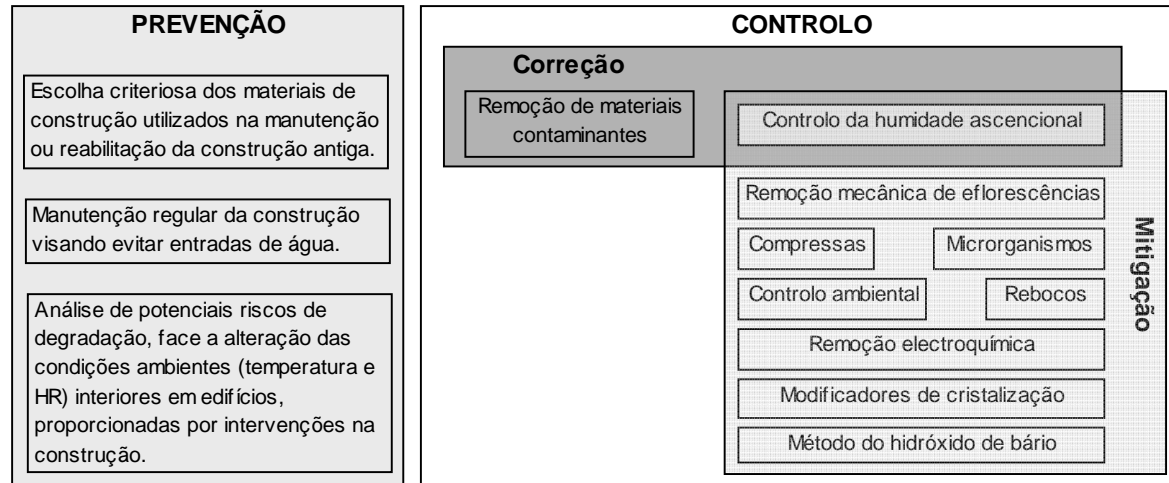 PREVENÇÃO
Escolha criteriosa dos materiais de
construção utilizados na manutenção
ou reabilitação da construção antiga.
Manutenção regular da construção
visando evitar entradas de água.
Análise de potenciais riscos de
degradação, face a alteração das
condições ambientes (temperatura e
HR) interiores em edifícios,
proporcionadas por intervenções na
construção.
CONTROLO
Correção
Remoção de materiais
contaminantes
Controlo da humidade ascencional
Remoção mecânica de eflorescências
Compressas
Microrganismos
Controlo ambiental
Rebocos
Remoção electroquímica
Modificadores de cristalização
Método do hidróxido de bário
Mitigação